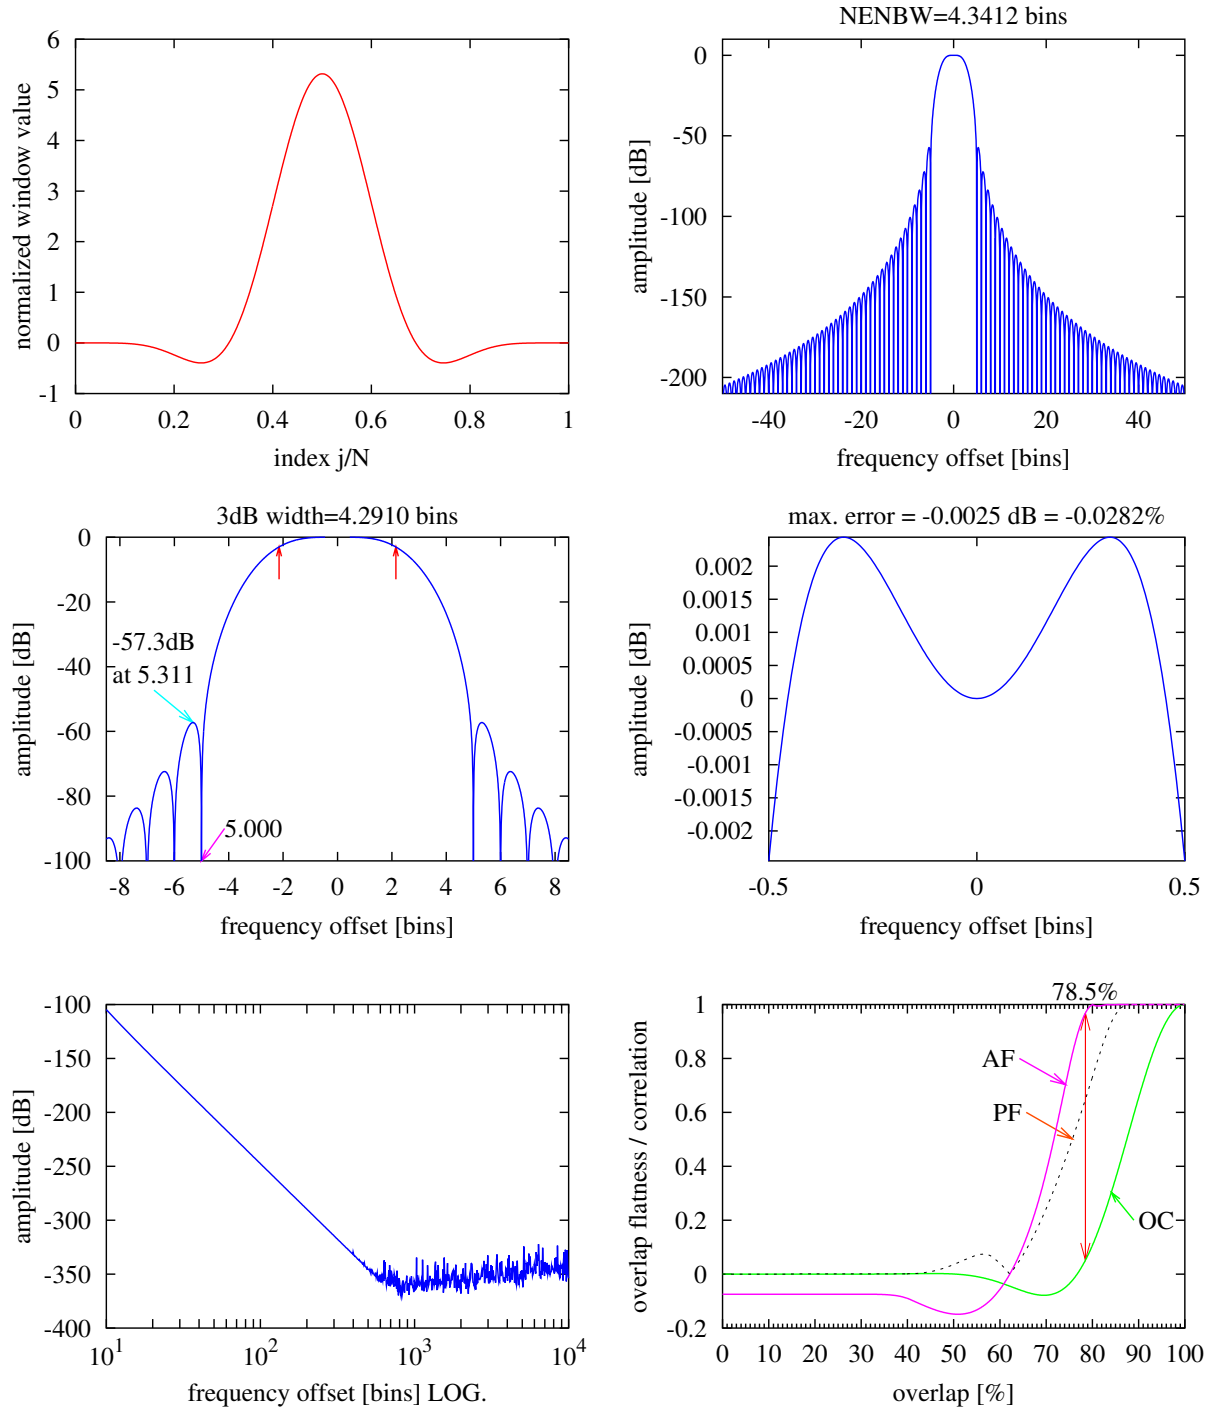 6
5
4
3
2
1
0
-1
0 0.2 0.4 0.6 0.8 1
normalized window value
index j/N
NENBW=4.3412 bins
0
-50
-100
-150
-200
-40 -20 0 20 40
amplitude [dB]
frequency offset [bins]
3dB width=4.2910 bins
0
-20
-40
-60
-80
-100
-57.3dB
at 5.311
5.000
-8 -6 -4 -2 0 2 4 6 8
amplitude [dB]
frequency offset [bins]
max. error = -0.0025 dB = -0.0282%
0.002
0.0015
0.001
0.0005
0
-0.0005
-0.001
-0.0015
-0.002
-0.5 0 0.5
amplitude [dB]
frequency offset [bins]
-100
-150
-200
-250
-300
-350
-400
10¹ 10² 10³ 10⁴
amplitude [dB]
frequency offset [bins] LOG.
78.5%
1
0.8
0.6
0.4
0.2
0
-0.2
AF
PF
OC
0 10 20 30 40 50 60 70 80 90 100
overlap flatness / correlation
overlap [%]